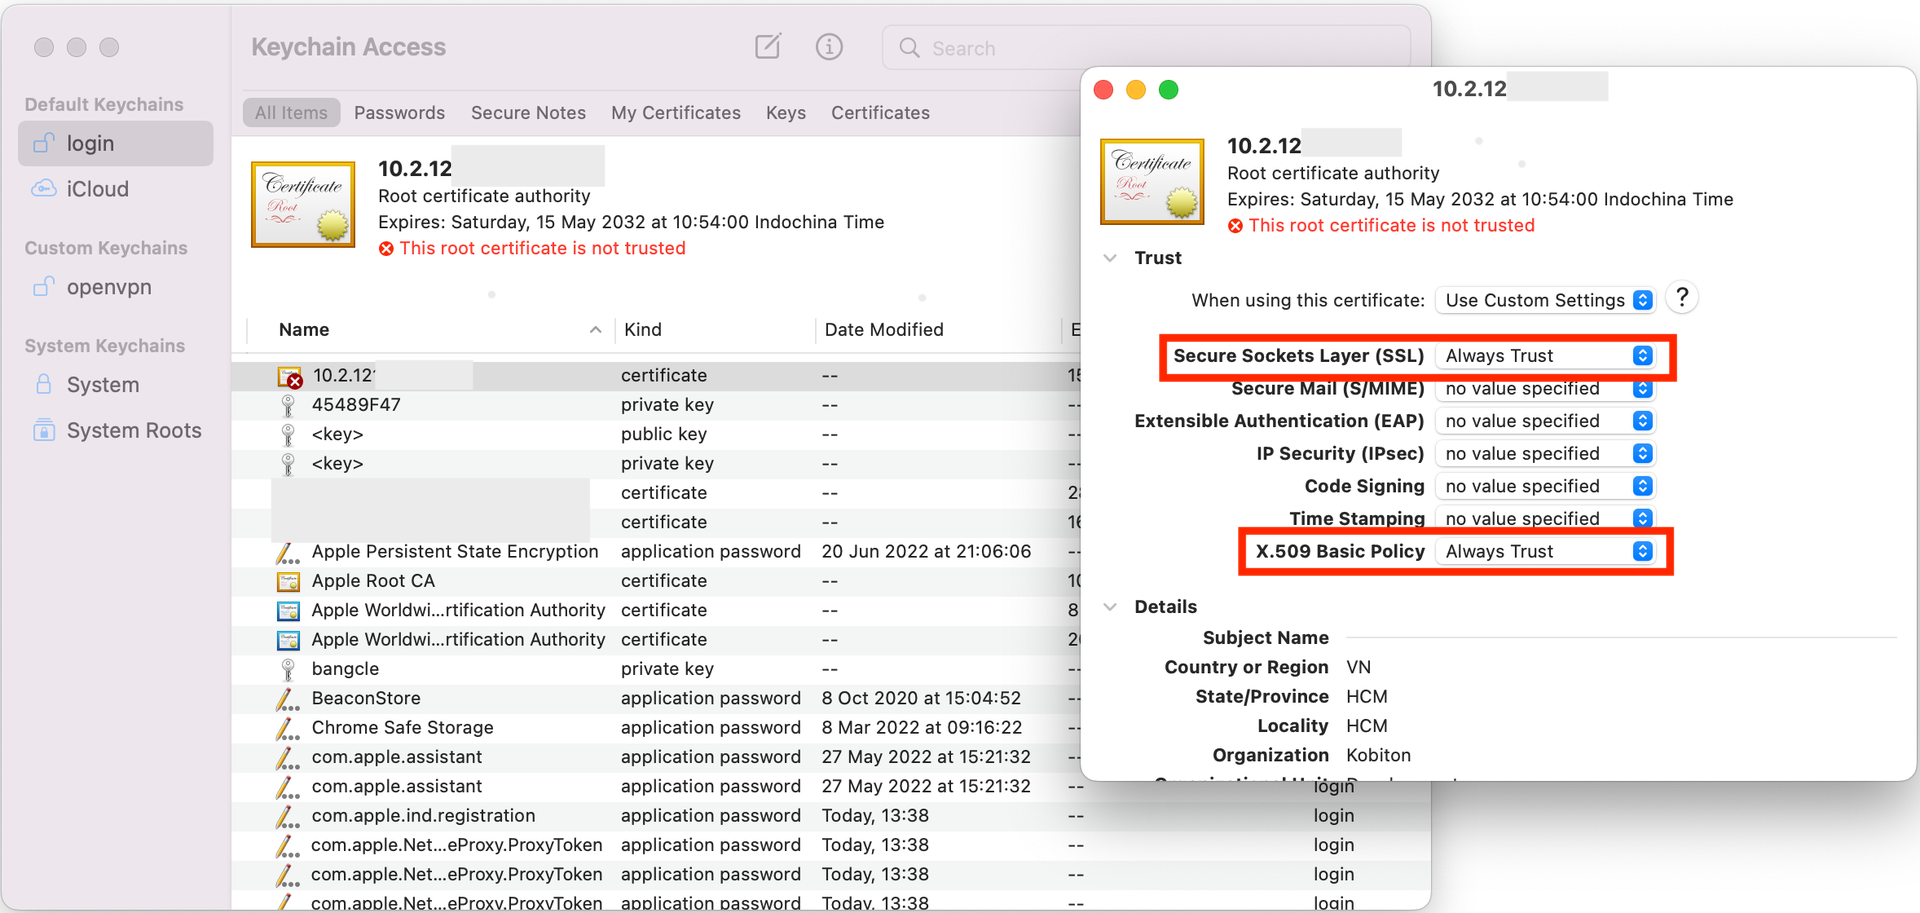 Keychain Access
Search
Default Keychains
login
iCloud
Custom Keychains
openvpn
System Keychains
System
System Roots
All Items Passwords Secure Notes My Certificates Keys Certificates
Certificate
Root
10.2.12
Root certificate authority
Expires: Saturday, 15 May 2032 at 10:54:00 Indochina Time
This root certificate is not trusted
Name Kind Date Modified E
10.2.12 certificate -- 15
45489F47 private key -- --
<key> public key -- --
<key> private key -- --
certificate -- 28
certificate -- 16
Apple Persistent State Encryption application password 20 Jun 2022 at 21:06:06 --
Apple Root CA certificate -- 10
Apple Worldwi...rtification Authority certificate -- 8
Apple Worldwi...rtification Authority certificate -- 20
bangcle private key -- --
BeaconStore application password 8 Oct 2020 at 15:04:52 --
Chrome Safe Storage application password 8 Mar 2022 at 09:16:22 --
com.apple.assistant application password 27 May 2022 at 15:21:32 --
com.apple.assistant application password 27 May 2022 at 15:21:32 -- login
com.apple.ind.registration application password Today, 13:38 -- login
com.apple.Net...eProxy.ProxyToken application password Today, 13:38 -- login
com.apple.Net...eProxy.ProxyToken application password Today, 13:38 -- login
com.apple.Net...eProxy.ProxyToken application password Today, 13:38 -- login
10.2.12
Certificate
Root
10.2.12
Root certificate authority
Expires: Saturday, 15 May 2032 at 10:54:00 Indochina Time
This root certificate is not trusted
Trust
When using this certificate: Use Custom Settings ?
Secure Sockets Layer (SSL) Always Trust
Secure Mail (S/MIME) no value specified
Extensible Authentication (EAP) no value specified
IP Security (IPsec) no value specified
Code Signing no value specified
Time Stamping no value specified
X.509 Basic Policy Always Trust
Details
Subject Name
Country or Region VN
State/Province HCM
Locality HCM
Organization Kobiton